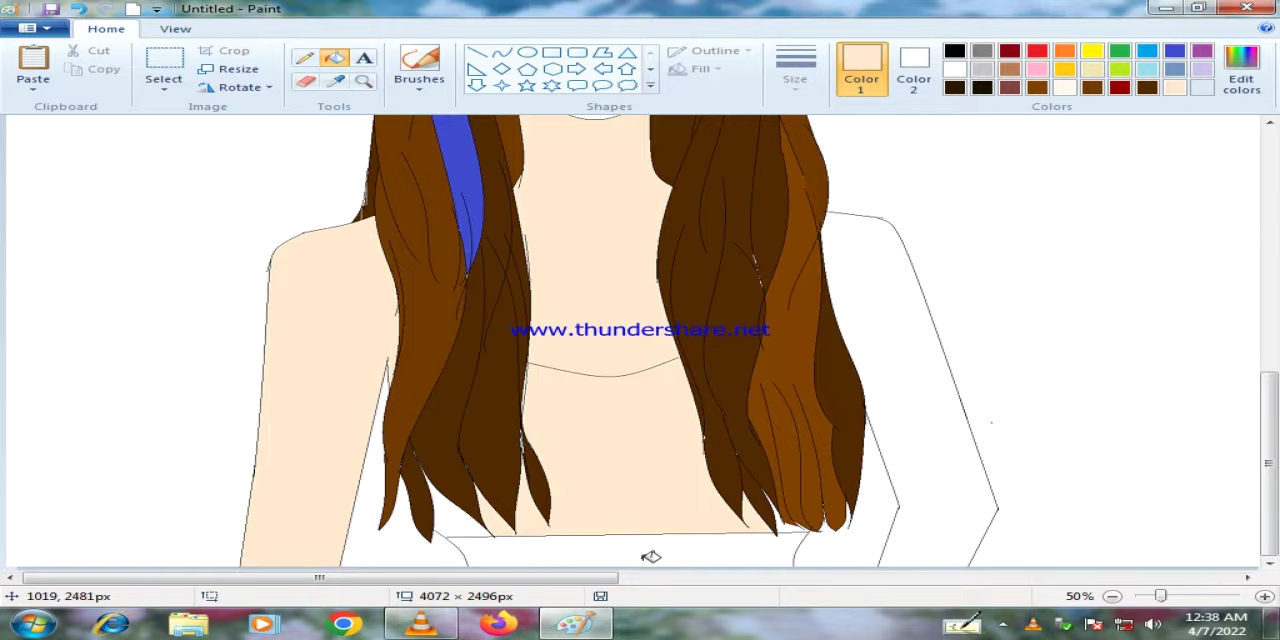 Untitled - Paint
Home View
Paste
Cut
Copy
Clipboard
Select
Crop
Resize
Rotate
Image
A
Tools
Brushes
Outline
Fill
Shapes
Size
Color 1
Color 2
Edit colors
Colors
www.thundershare.net
1019, 2481px
4072 × 2496px
50%
12:38 AM
4/7/2022